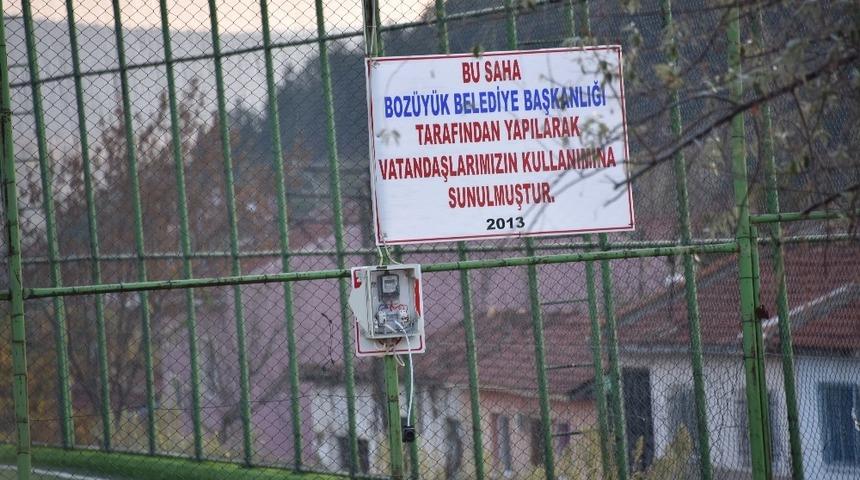 BU SAHA
BOZÜYÜK BELEDİYE BAŞKANLIĞI
TARAFINDAN YAPILARAK
VATANDAŞLARIMIZIN KULLANIMINA
SUNULMUŞTUR.
2013